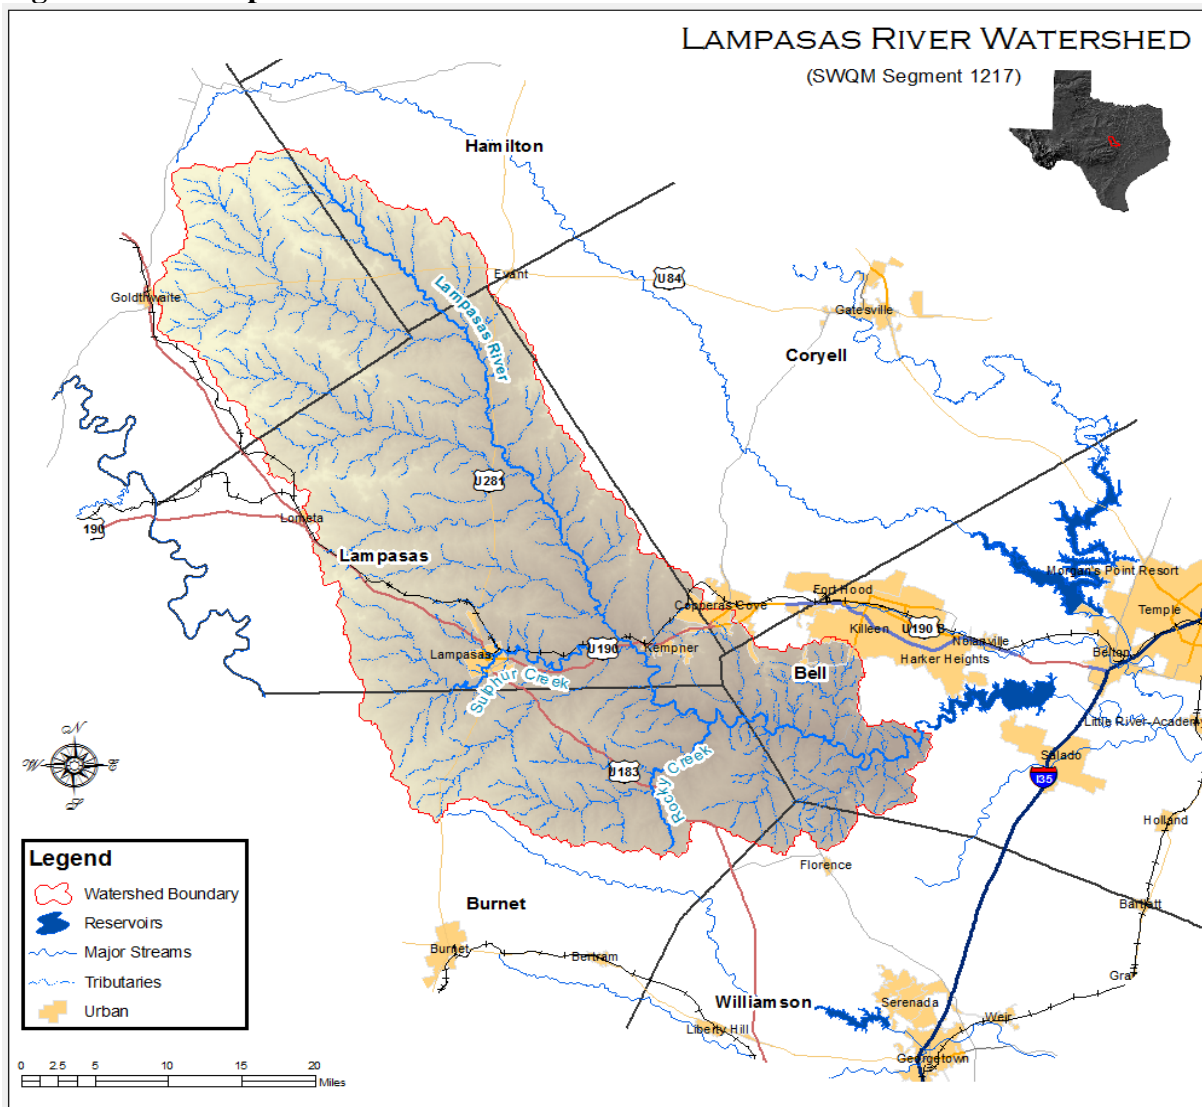 LAMPASAS RIVER WATERSHED
(SWQM Segment 1217)
Hamilton
Evant
U84
Goldthwaite
Lampasas River
Gatesville
Coryell
U281
190
Lometa
Lampasas
Morgan's Point Resort
Fort Hood
Copperas Cove
Temple
Killeen
U190 B
Nolanville
U190
Kempner
Lampasas
Harker Heights
Belton
Bell
Sulphur Creek
Little River-Academy
Salado
U183
Rocky Creek
I35
N
W
E
S
Holland
Florence
Legend
Watershed Boundary
Reservoirs
Major Streams
Tributaries
Urban
Burnet
Bartlett
Burnet
Bertram
Gra
Williamson
Serenada
Weir
Liberty Hill
Georgetown
0 2.5 5 10 15 20
Miles